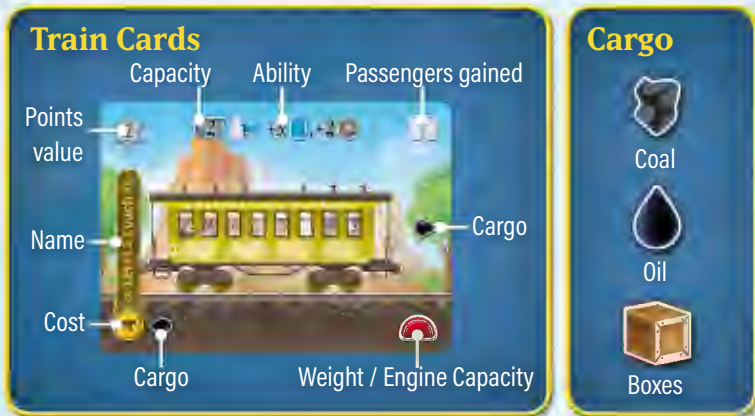 Train Cards
Capacity Ability Passengers gained
Points
value
Name
Cargo
Cost
Cargo
Weight / Engine Capacity
Cargo
Coal
Oil
Boxes